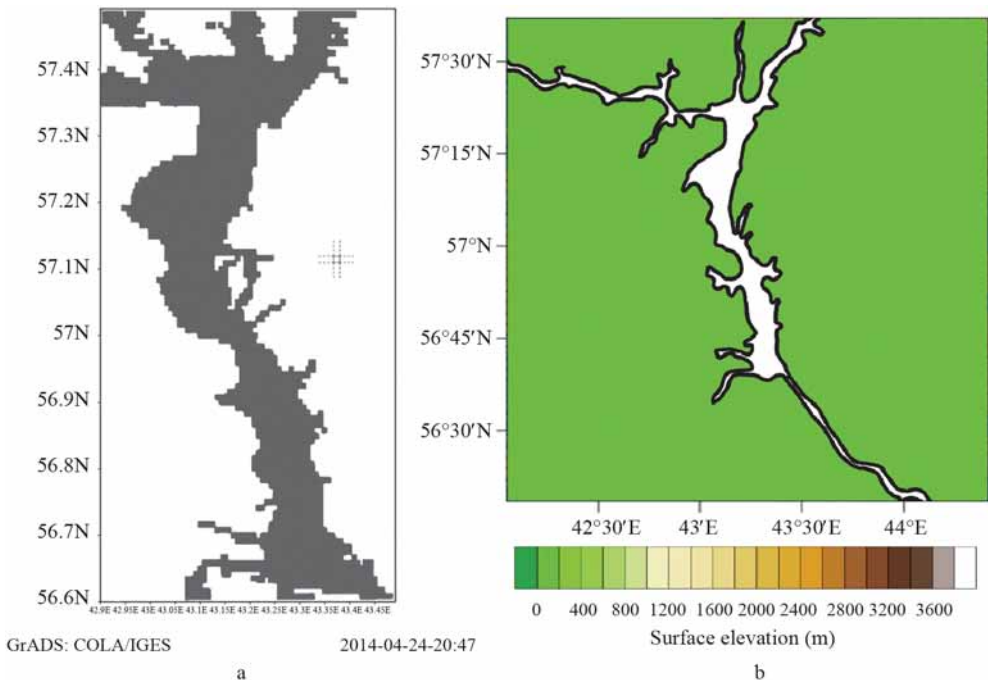 57.4N
57.3N
57.2N
57.1N
57N
56.9N
56.8N
56.7N
56.6N
42.9E 42.95E 43E 43.05E 43.1E 43.15E 43.2E 43.25E 43.3E 43.35E 43.4E 43.45E
GrADS: COLA/IGES 2014-04-24-20:47
a
57°30′N
57°15′N
57°N
56°45′N
56°30′N
42°30′E 43°E 43°30′E 44°E
0 400 800 1200 1600 2000 2400 2800 3200 3600
Surface elevation (m)
b